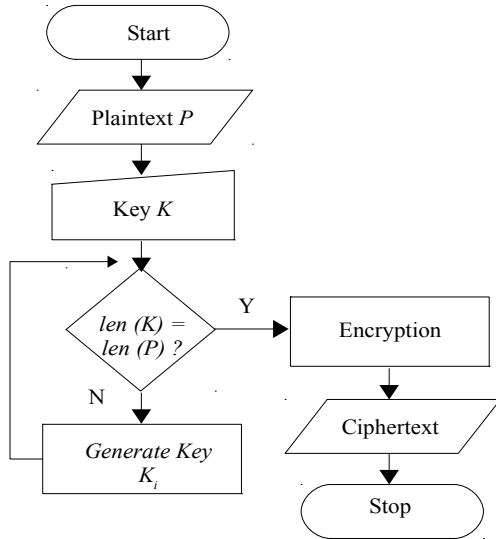 Start
Plaintext P
Key K
len (K) =
len (P) ?
Y
N
Generate Key
K_i
Encryption
Ciphertext
Stop